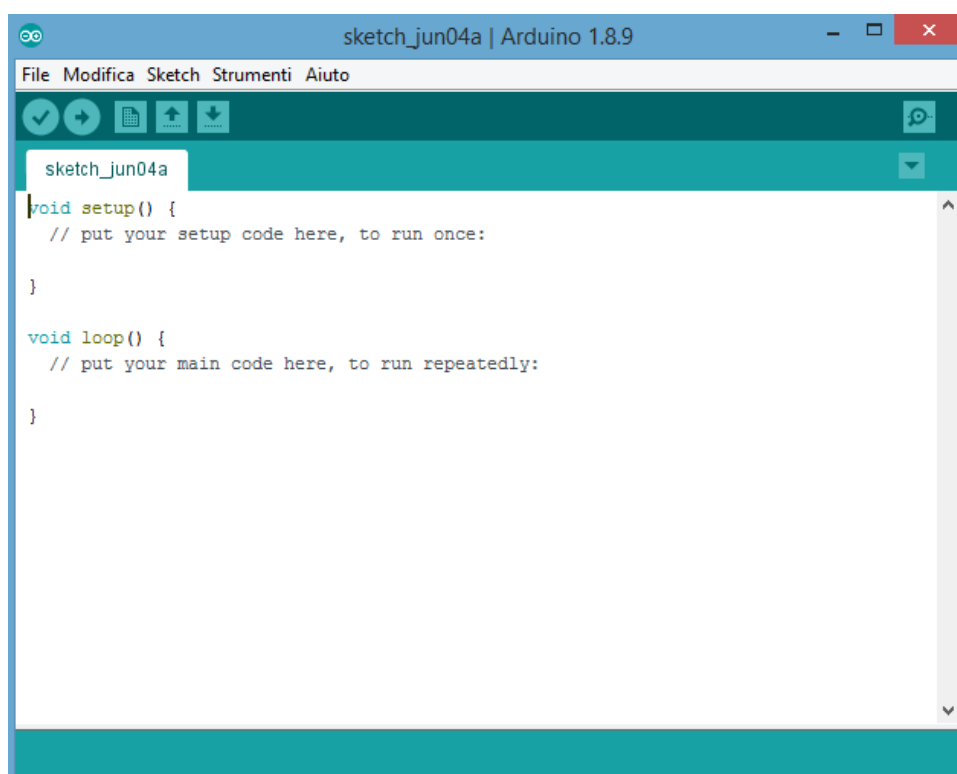 sketch_jun04a | Arduino 1.8.9
File Modifica Sketch Strumenti Aiuto
sketch_jun04a
void setup() {
  // put your setup code here, to run once:
}
void loop() {
  // put your main code here, to run repeatedly:
}